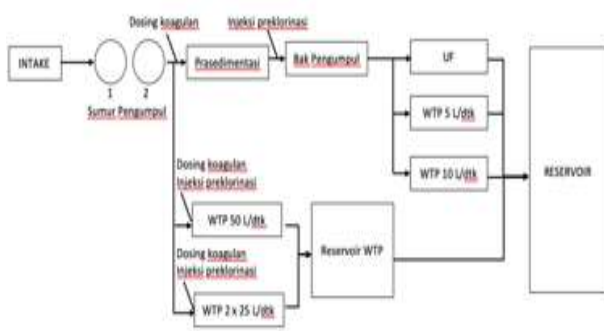 Dosing koagulan
Injeksi preklorinasi
INTAKE
Prasedimentasi
Bak Pengumpul
UF
1
2
Sumur Pengumpul
WTP 5 L/dtk
WTP 10 L/dtk
RESERVOIR
Dosing koagulan
Injeksi preklorinasi
WTP 50 L/dtk
Reservoir WTP
Dosing koagulan
Injeksi preklorinasi
WTP 2 x 25 L/dtk